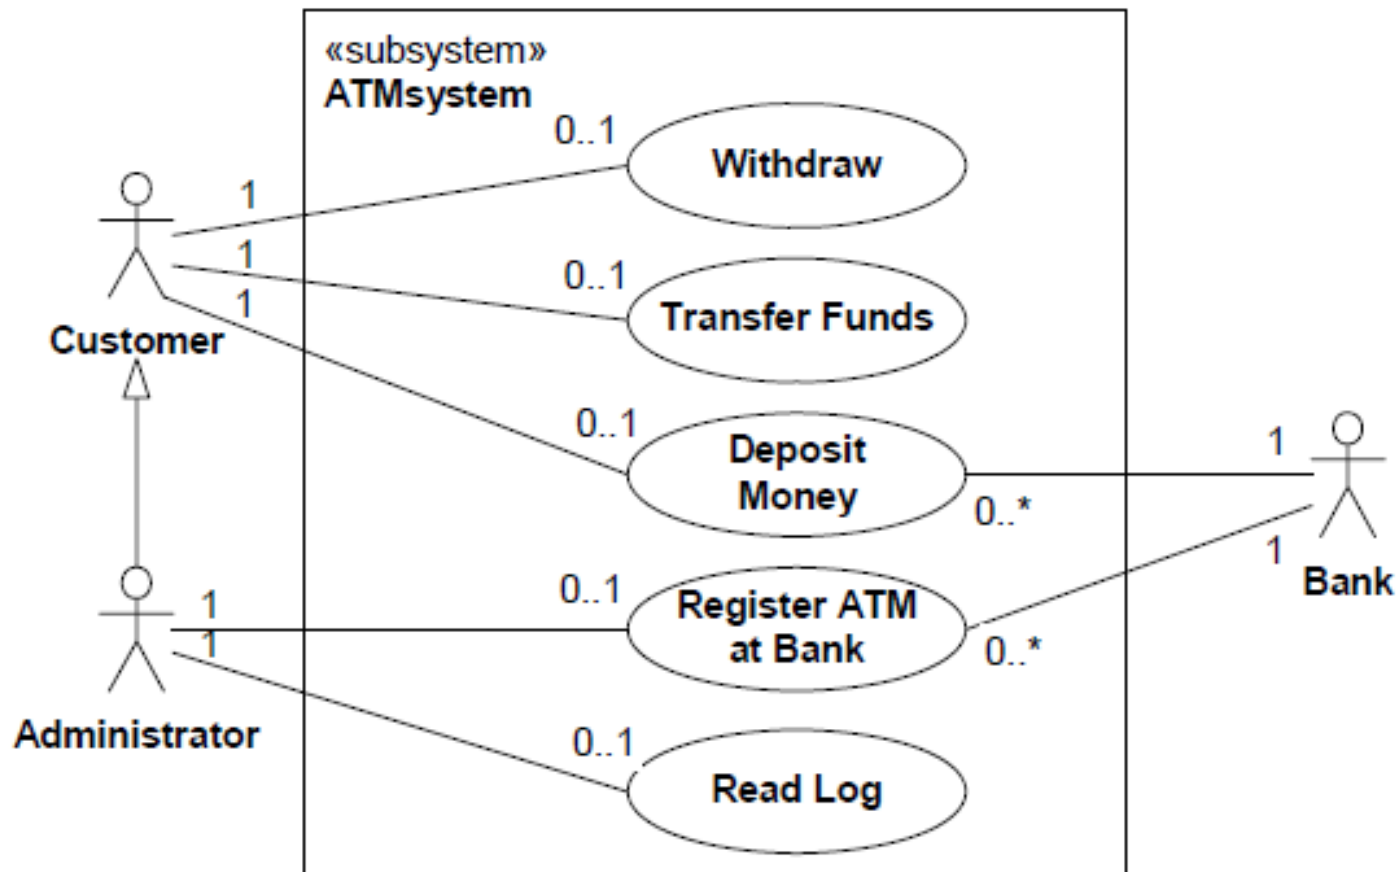 «subsystem»
ATMsystem
0..1
Withdraw
1
1
0..1
1
Transfer Funds
Customer
0..1
Deposit
Money
1
0..*
1
Bank
0..1
Register ATM
at Bank
1
1
0..*
Administrator
0..1
Read Log